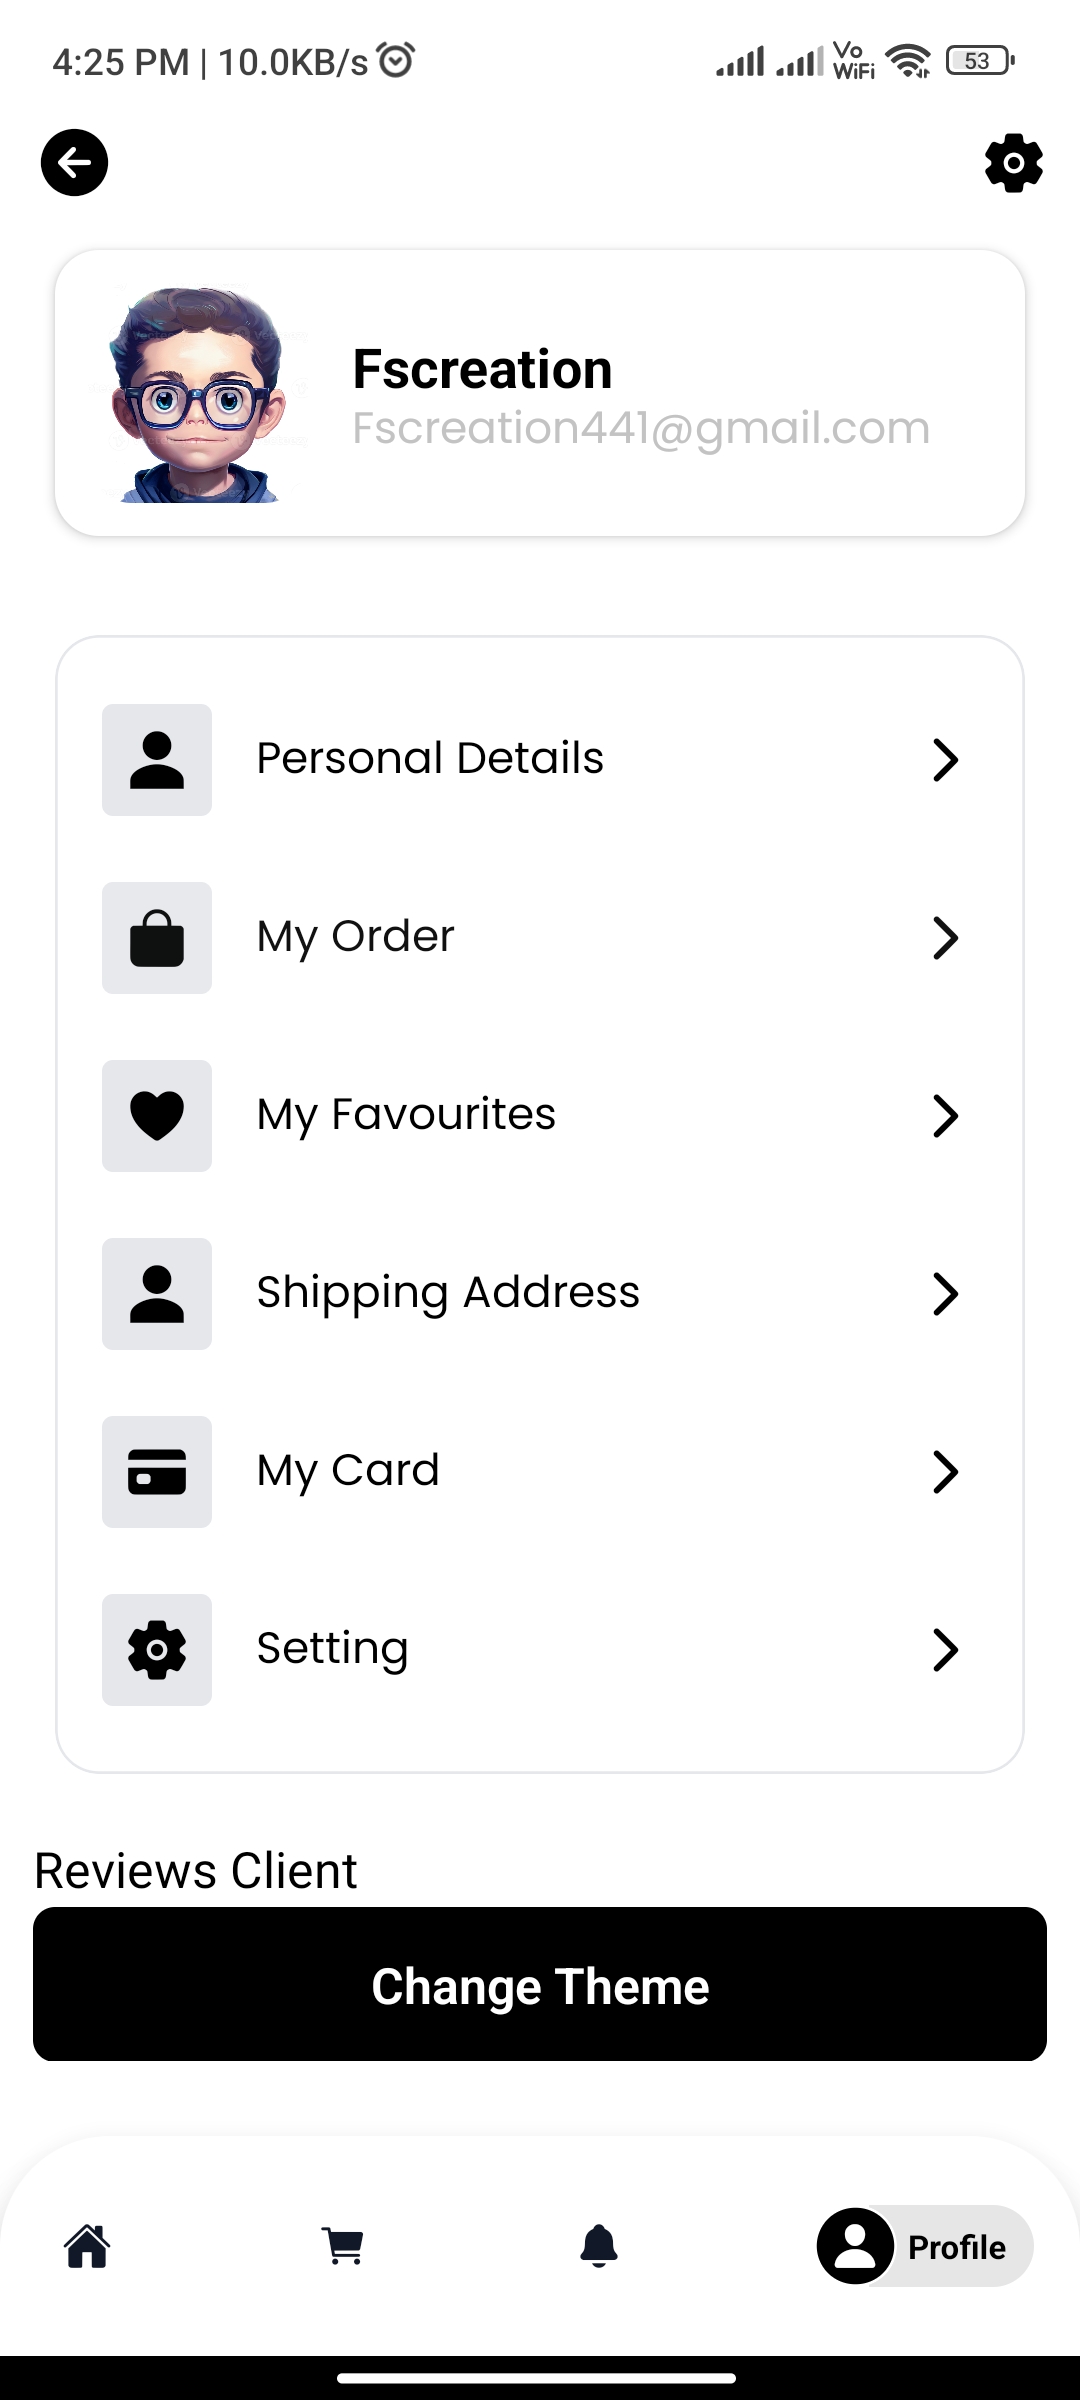 4:25 PM | 10.0KB/s
Vo
WiFi
53
Fscreation
Fscreation441@gmail.com
Personal Details
My Order
My Favourites
Shipping Address
My Card
Setting
Reviews Client
Change Theme
Profile